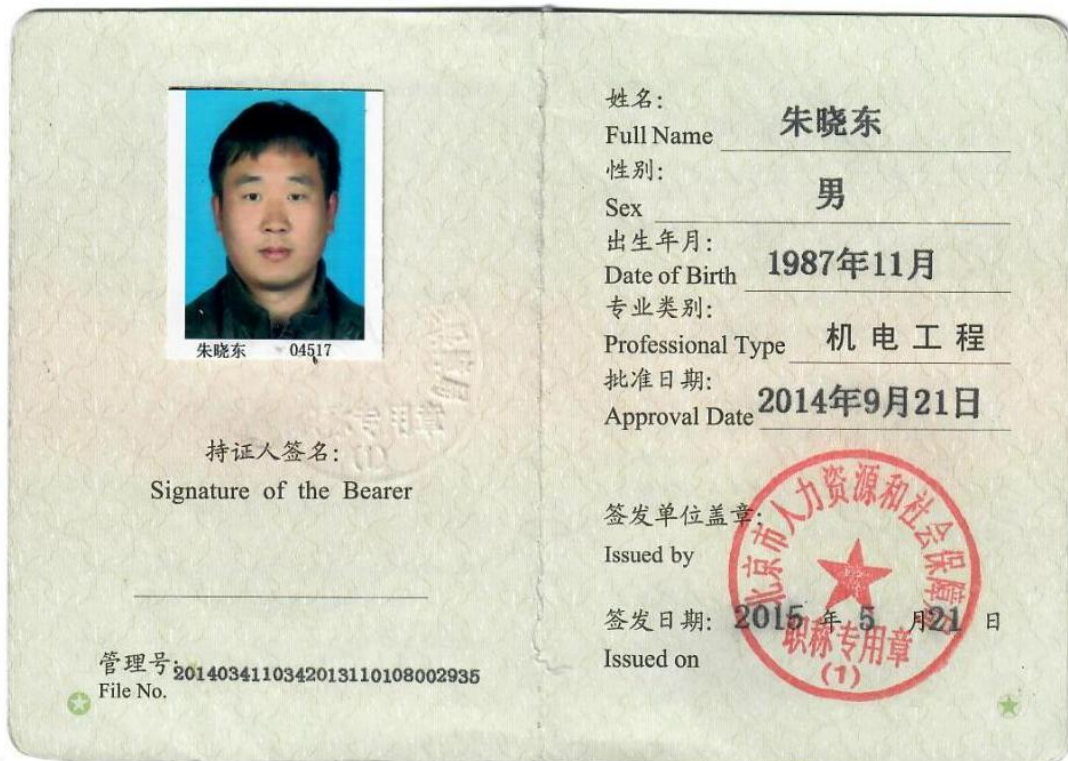 朱晓东 04517
持证人签名:
Signature of the Bearer
管理号:
File No. 2014034110342013110108002935
姓名:
Full Name 朱晓东
性别:
Sex 男
出生年月:
Date of Birth 1987年11月
专业类别:
Professional Type 机电工程
批准日期:
Approval Date 2014年9月21日
签发单位盖章:
Issued by
北京市人力资源和社会保障局
签发日期: 2015 年 5 月 21 日
Issued on
职称专用章
(1)